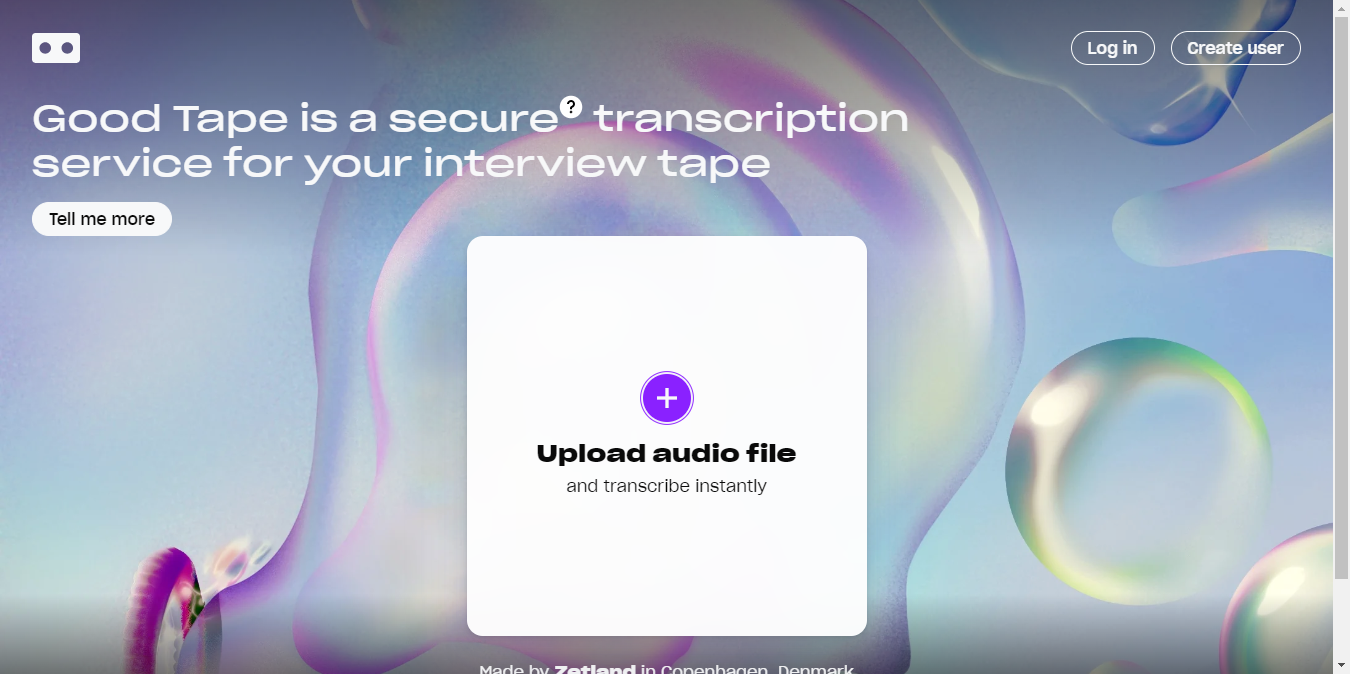 Log in
Create user
Good Tape is a secure? transcription
service for your interview tape
Tell me more
Upload audio file
and transcribe instantly
Made by Zetland in Copenhagen, Denmark